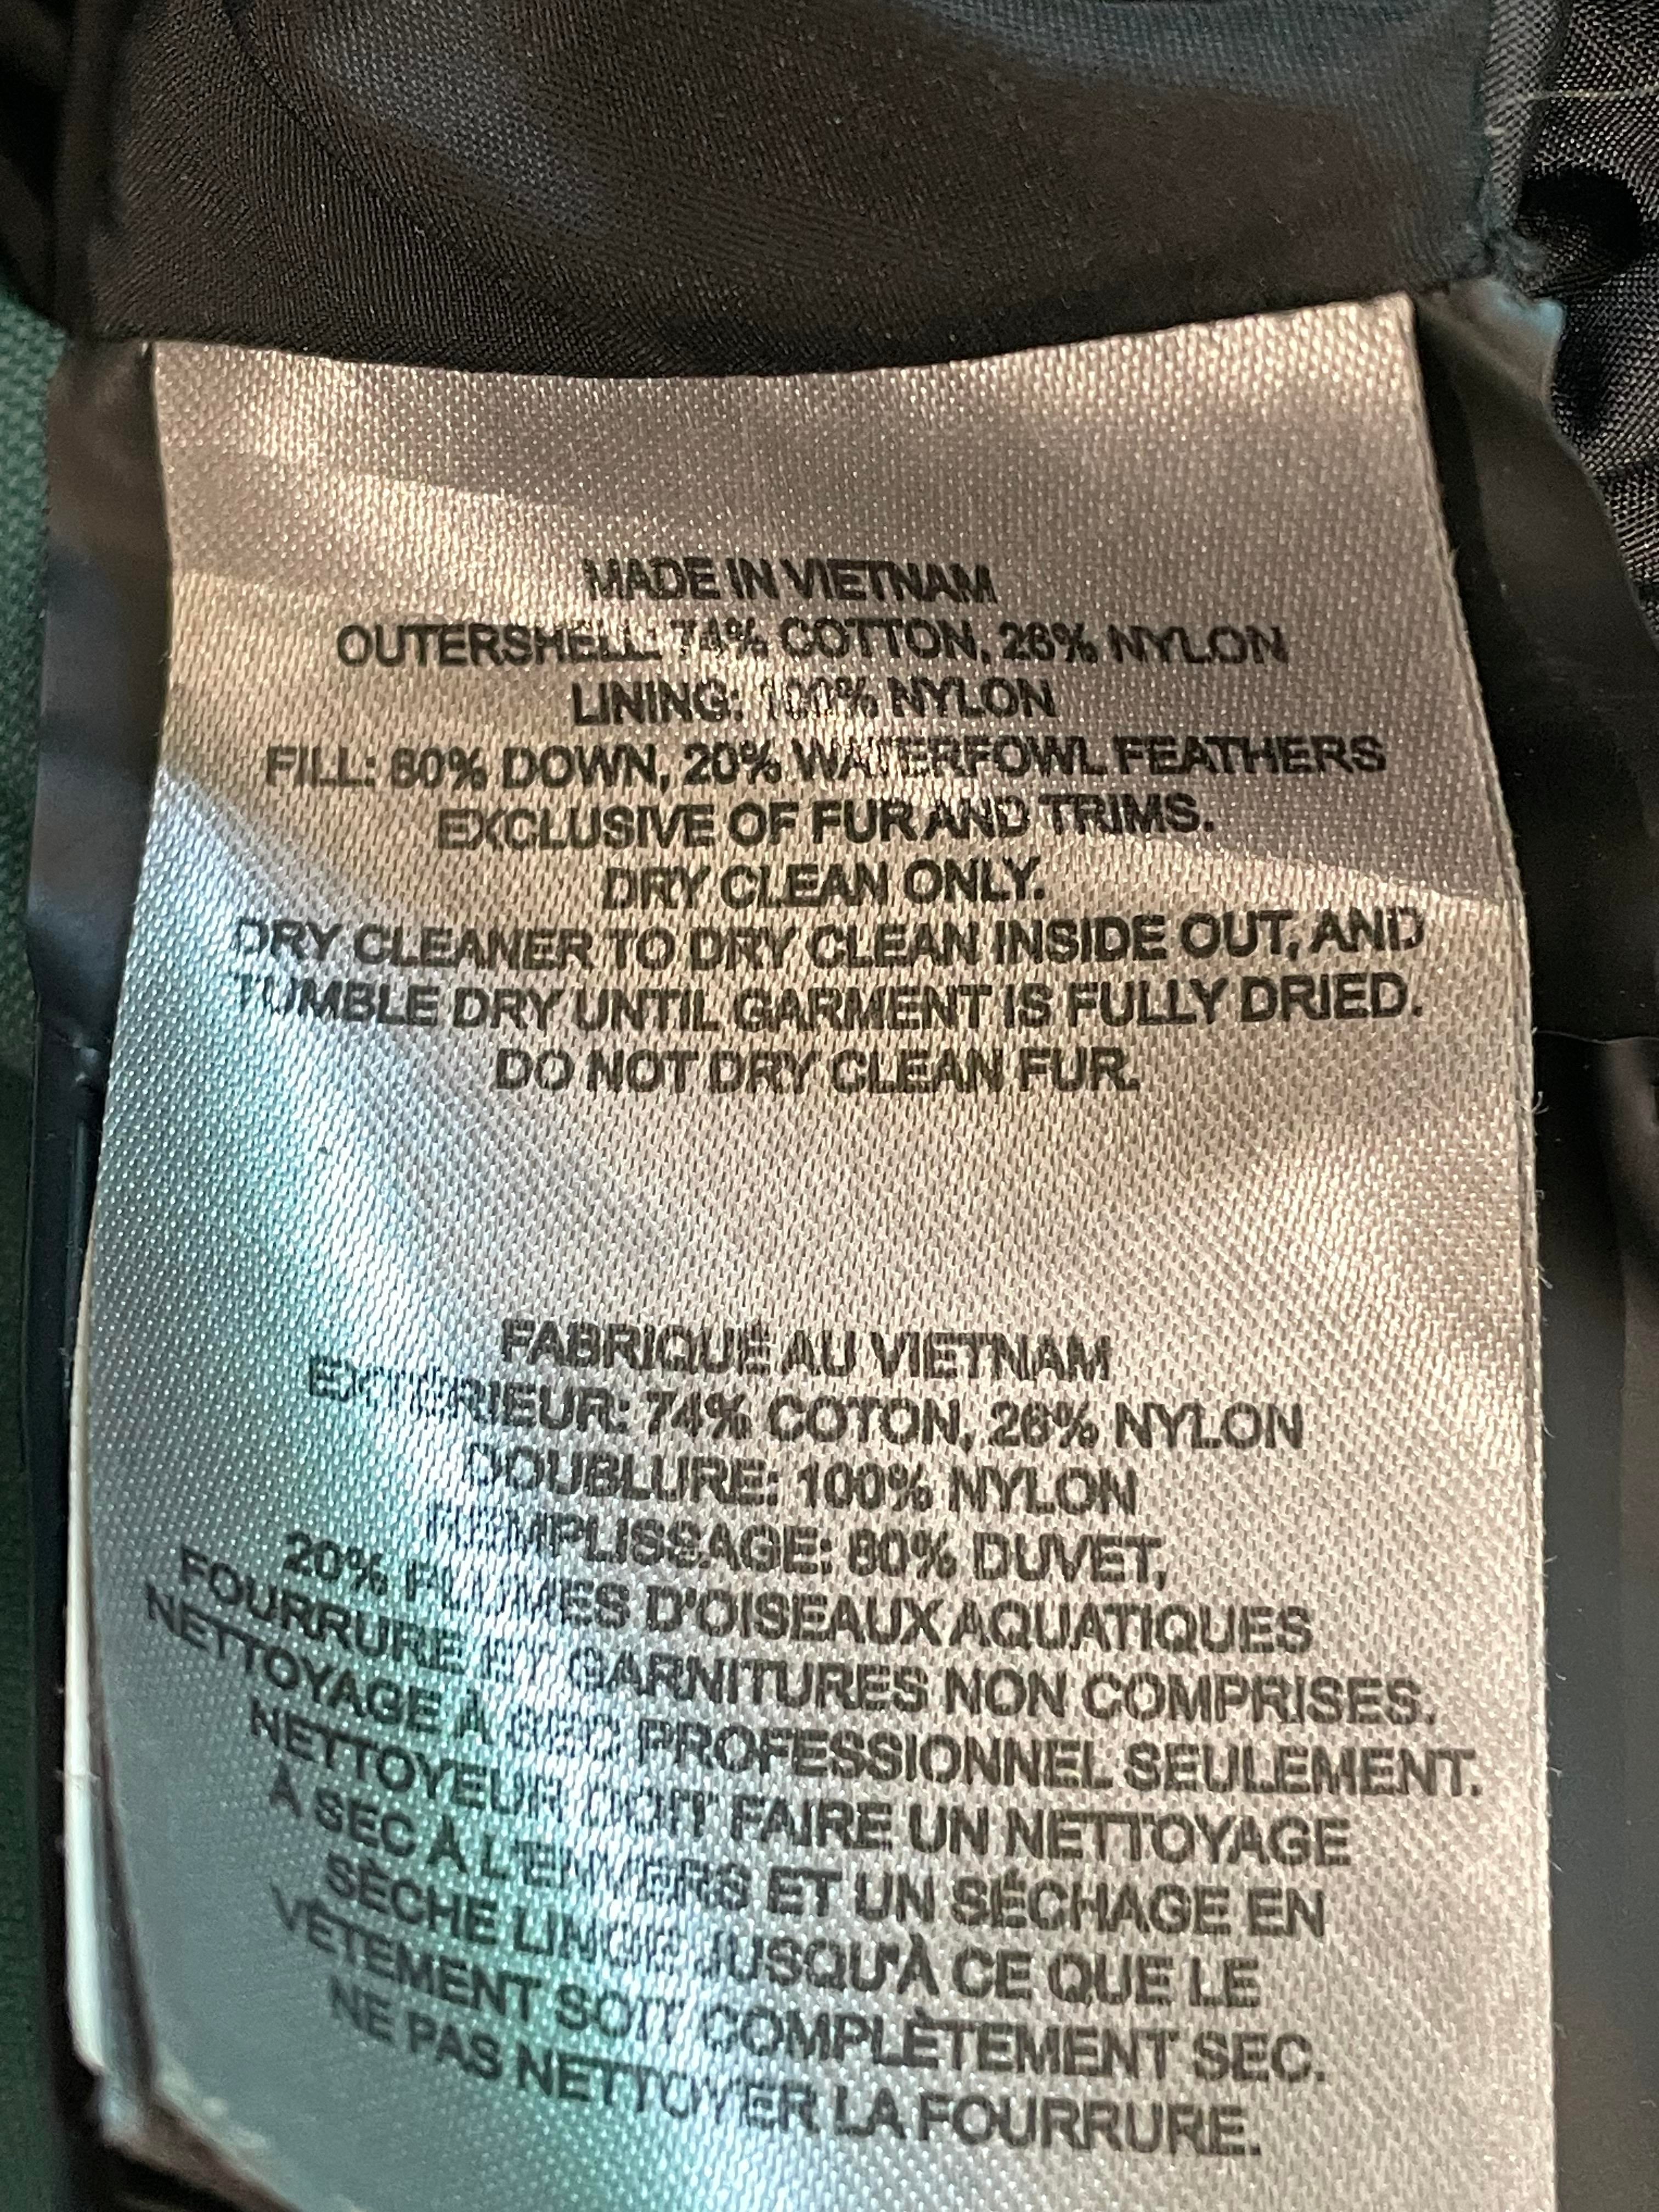 MADE IN VIETNAM
OUTERSHELL: 74% COTTON, 26% NYLON
LINING: 100% NYLON
FILL: 80% DOWN, 20% WATERFOWL FEATHERS
EXCLUSIVE OF FUR AND TRIMS.
DRY CLEAN ONLY.
DRY CLEANER TO DRY CLEAN INSIDE OUT, AND
TUMBLE DRY UNTIL GARMENT IS FULLY DRIED.
DO NOT DRY CLEAN FUR.
FABRIQUÉ AU VIETNAM
EXTÉRIEUR: 74% COTON, 26% NYLON
DOUBLURE: 100% NYLON
REMPLISSAGE: 80% DUVET,
20% PLUMES D'OISEAUX AQUATIQUES
FOURRURE ET GARNITURES NON COMPRISES.
NETTOYAGE À SEC PROFESSIONNEL SEULEMENT.
NETTOYEUR DOIT FAIRE UN NETTOYAGE
À SEC À L'ENVERS ET UN SÉCHAGE EN
SÈCHE LINGE JUSQU'À CE QUE LE
VÊTEMENT SOIT COMPLÈTEMENT SEC.
NE PAS NETTOYER LA FOURRURE.